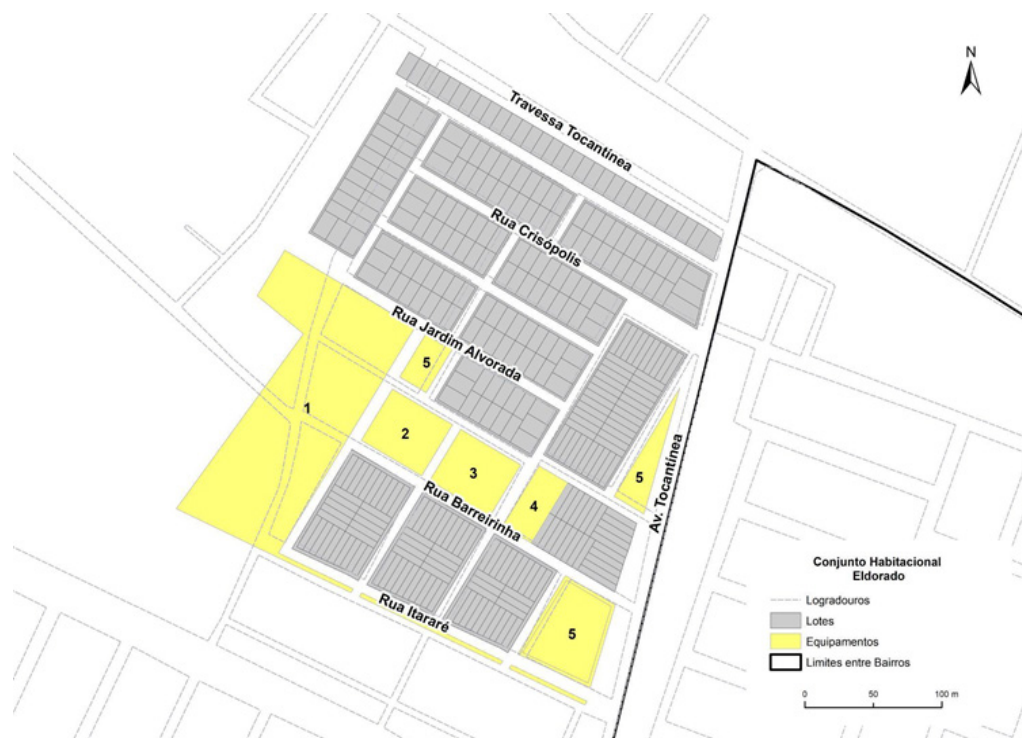 N
Travessa Tocantínea
Rua Crisópolis
Rua Jardim Alvorada
5
1
2
3
5
4
Av. Tocantínea
Rua Barreirinha
Rua Itararé
5
Conjunto Habitacional
Eldorado
Logradouros
Lotes
Equipamentos
Limites entre Bairros
0 50 100 m